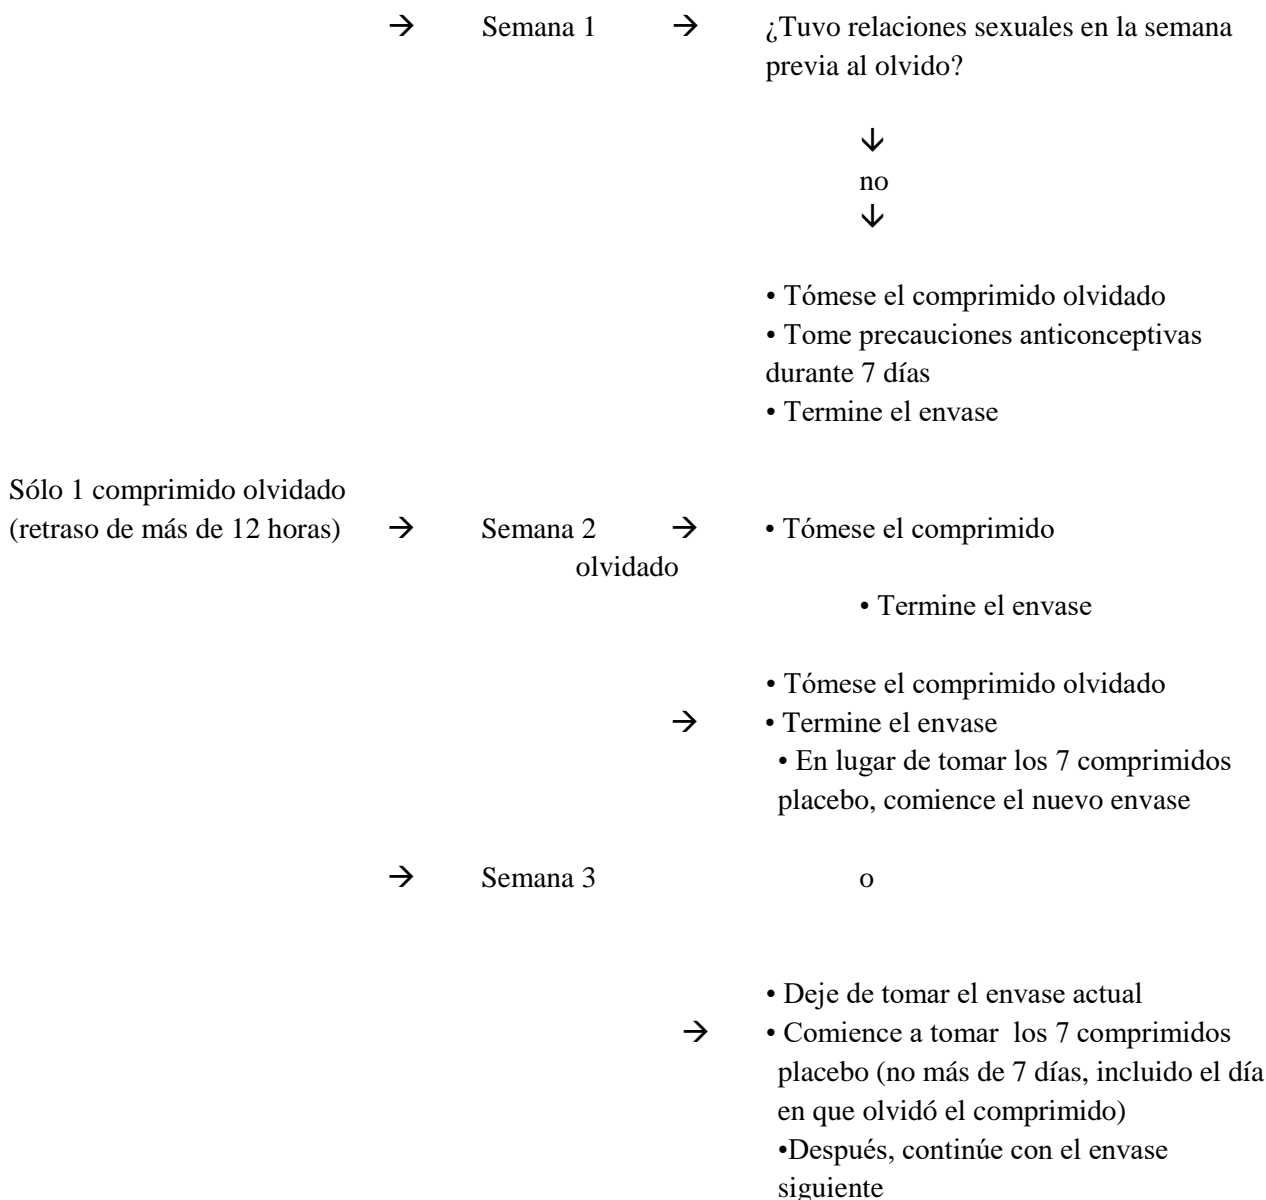 → Semana 1 → ¿Tuvo relaciones sexuales en la semana
previa al olvido?
↓
no
↓
• Tómese el comprimido olvidado
• Tome precauciones anticonceptivas
durante 7 días
• Termine el envase
Sólo 1 comprimido olvidado
(retraso de más de 12 horas) → Semana 2 → • Tómese el comprimido
olvidado
• Termine el envase
• Tómese el comprimido olvidado
→ • Termine el envase
• En lugar de tomar los 7 comprimidos
placebo, comience el nuevo envase
→ Semana 3 o
• Deje de tomar el envase actual
→ • Comience a tomar los 7 comprimidos
placebo (no más de 7 días, incluido el día
en que olvidó el comprimido)
•Después, continúe con el envase
siguiente